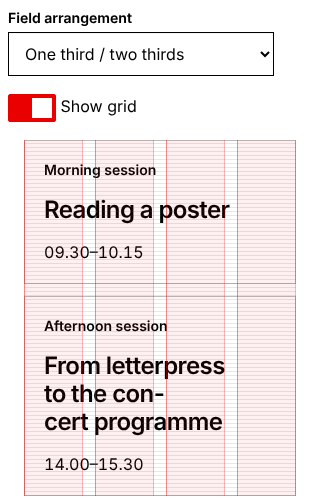 Field arrangement
One third / two thirds
Show grid
Morning session
Reading a poster
09.30–10.15
Afternoon session
From letterpress
to the con-
cert programme
14.00–15.30